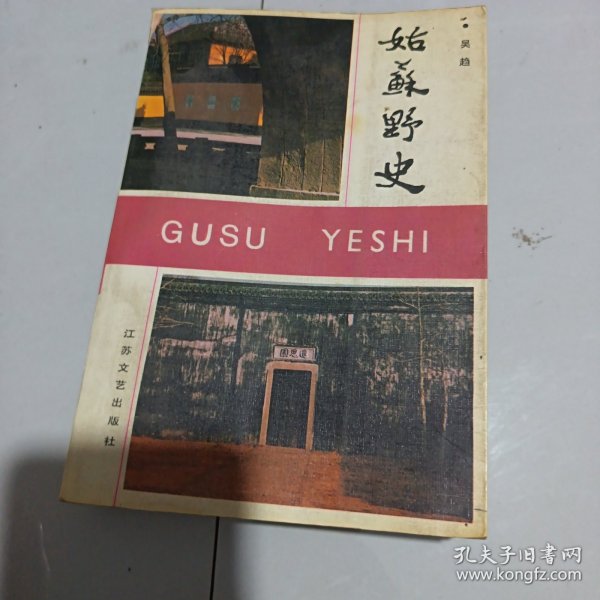 姑蘇野史
吴趋
GUSU YESHI
遐思園
江苏文艺出版社
孔夫子旧书网
www.kongfz.com